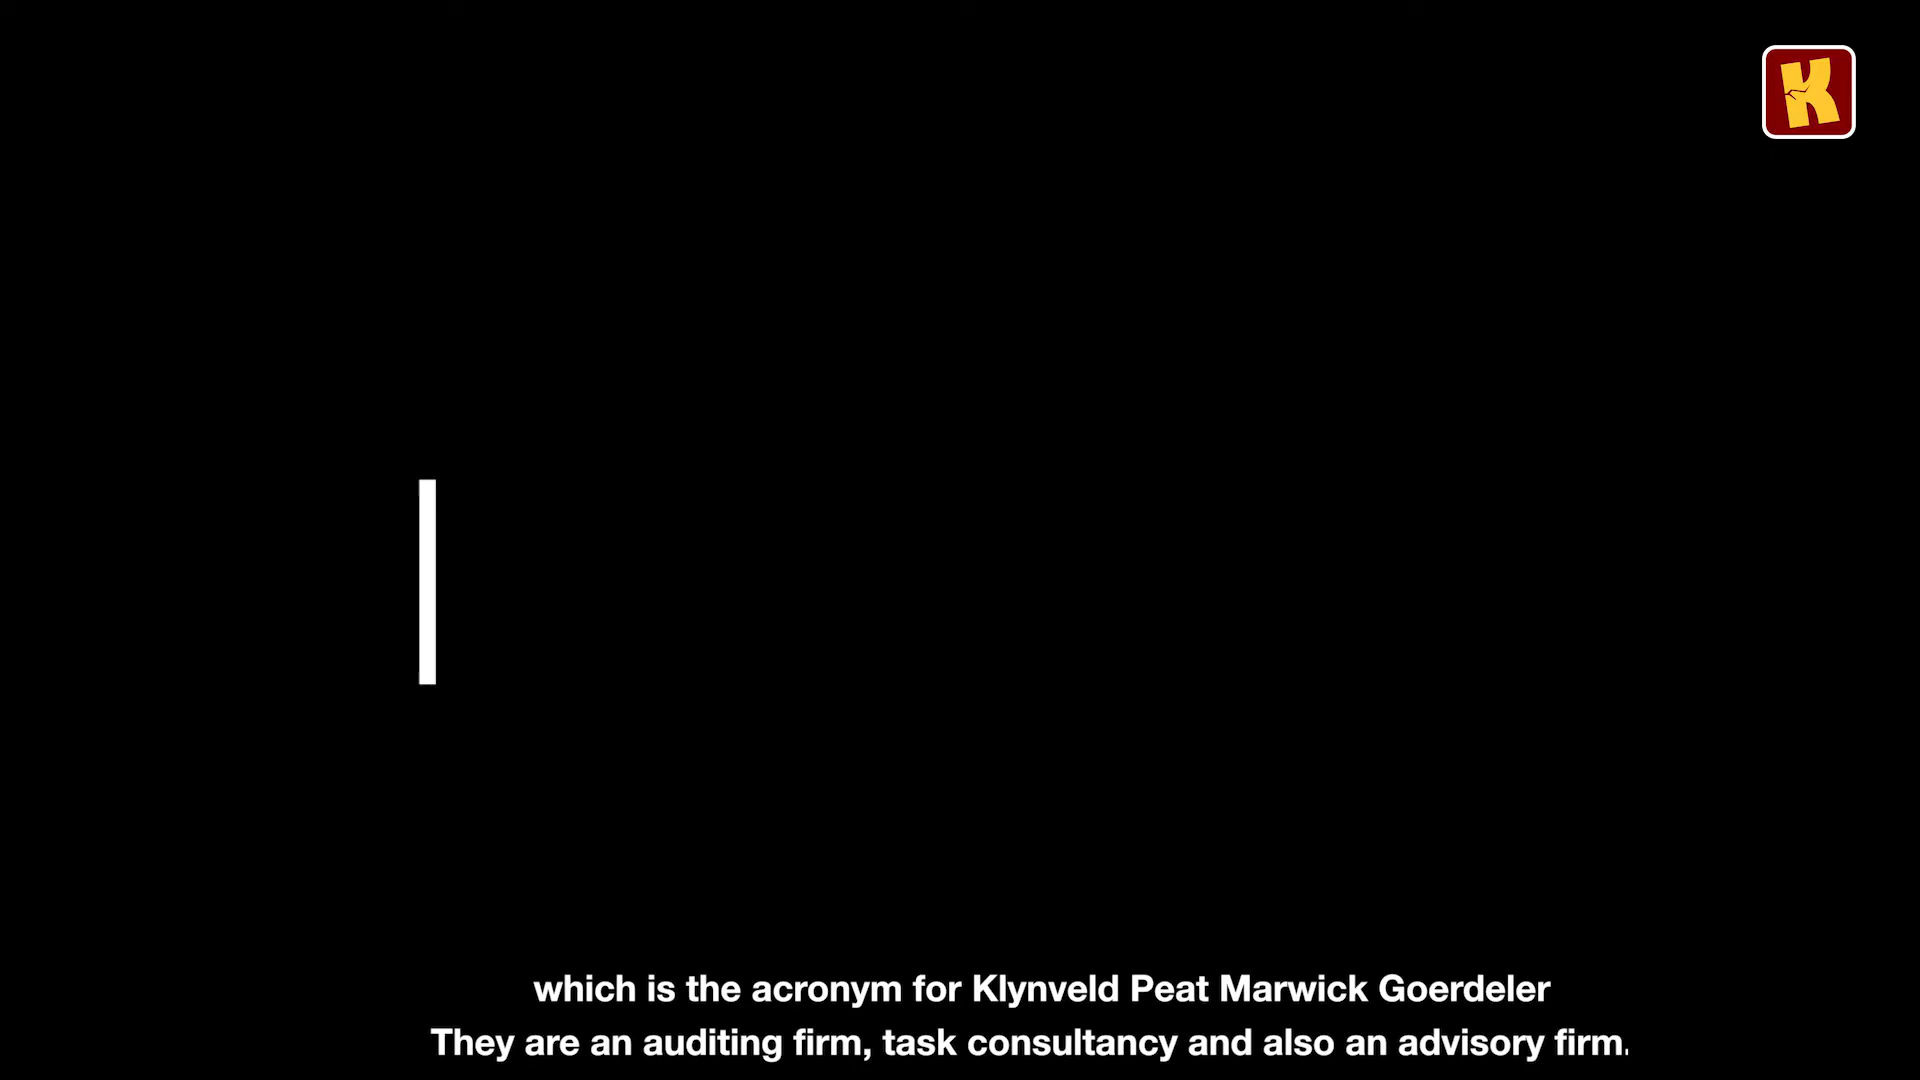 K
which is the acronym for Klynveld Peat Marwick Goerdeler
They are an auditing firm, task consultancy and also an advisory firm.